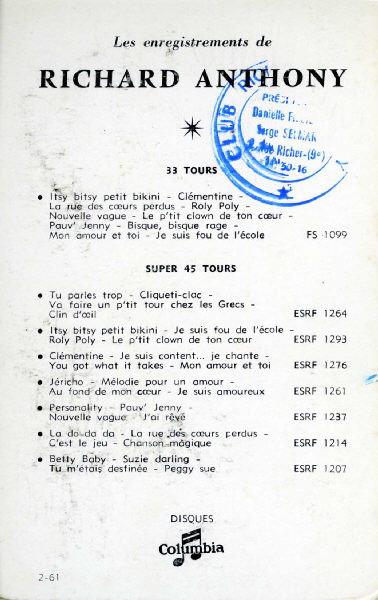 Les enregistrements de
RICHARD ANTHONY
CLUB
Danielle
Serge
Richer-(9e)
33 TOURS
• Itsy bitsy petit bikini - Clémentine -
La rue des cœurs perdus - Roly Poly -
Nouvelle vague - Le p'tit clown de ton cœur -
Pauv' Jenny - Bisque, bisque rage -
Mon amour et toi - Je suis fou de l'école FS 1099
SUPER 45 TOURS
• Tu parles trop - Cliqueti-clac -
Va faire un p'tit tour chez les Grecs -
Clin d'œil ESRF 1264
• Itsy bitsy petit bikini - Je suis fou de l'école -
Roly Poly - Le p'tit clown de ton cœur ESRF 1293
• Clémentine - Je suis content... je chante -
You got what it takes - Mon amour et toi ESRF 1276
• Jéricho - Mélodie pour un amour -
Au fond de mon cœur - Je suis amoureux ESRF 1261
• Personality - Pauv' Jenny -
Nouvelle vague - J'ai rêvé ESRF 1237
• La do da da - La rue des cœurs perdus -
C'est le jeu - Chanson magique ESRF 1214
• Betty Baby - Suzie darling -
Tu m'étais destinée - Peggy sue ESRF 1207
DISQUES
Columbia
2-61